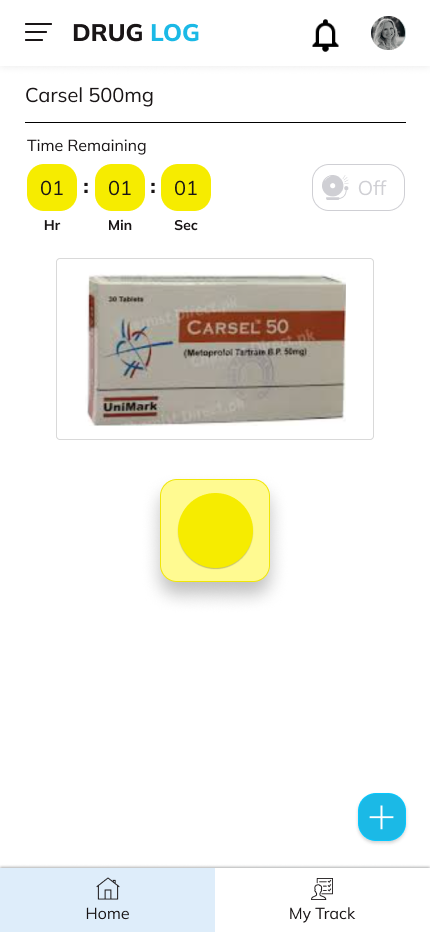 DRUG LOG
Carsel 500mg
Time Remaining
01 : 01 : 01
Hr Min Sec
Off
30 Tablets
CARSEL™ 50
(Metoprolol Tartrate B.P. 50mg)
UniMark
Home
My Track